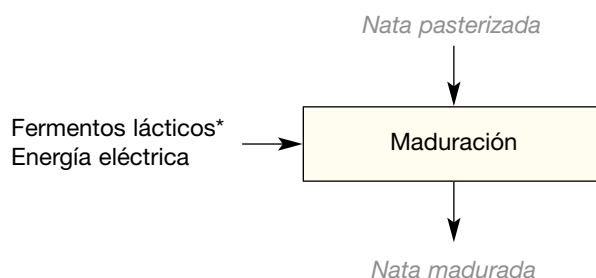 Nata pasterizada
Fermentos lácticos*
Energía eléctrica
Maduración
Nata madurada